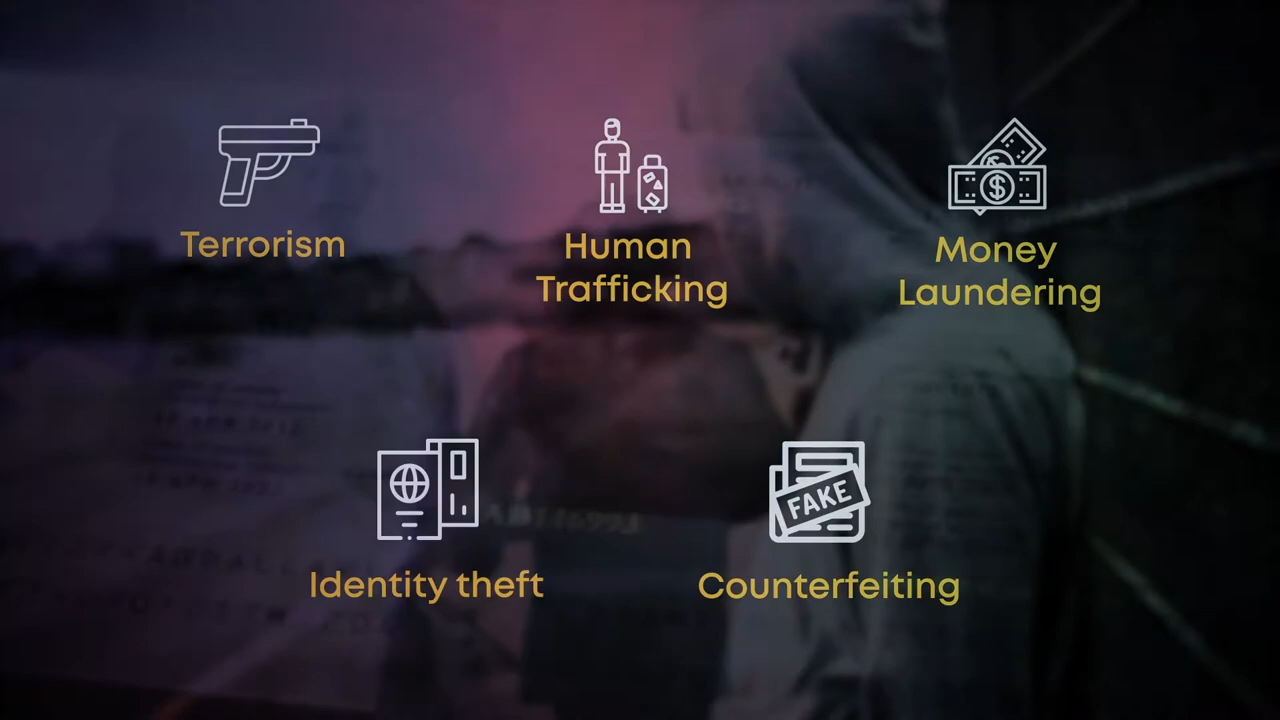 Terrorism
Human
Trafficking
Money
Laundering
FAKE
Identity theft
Counterfeiting